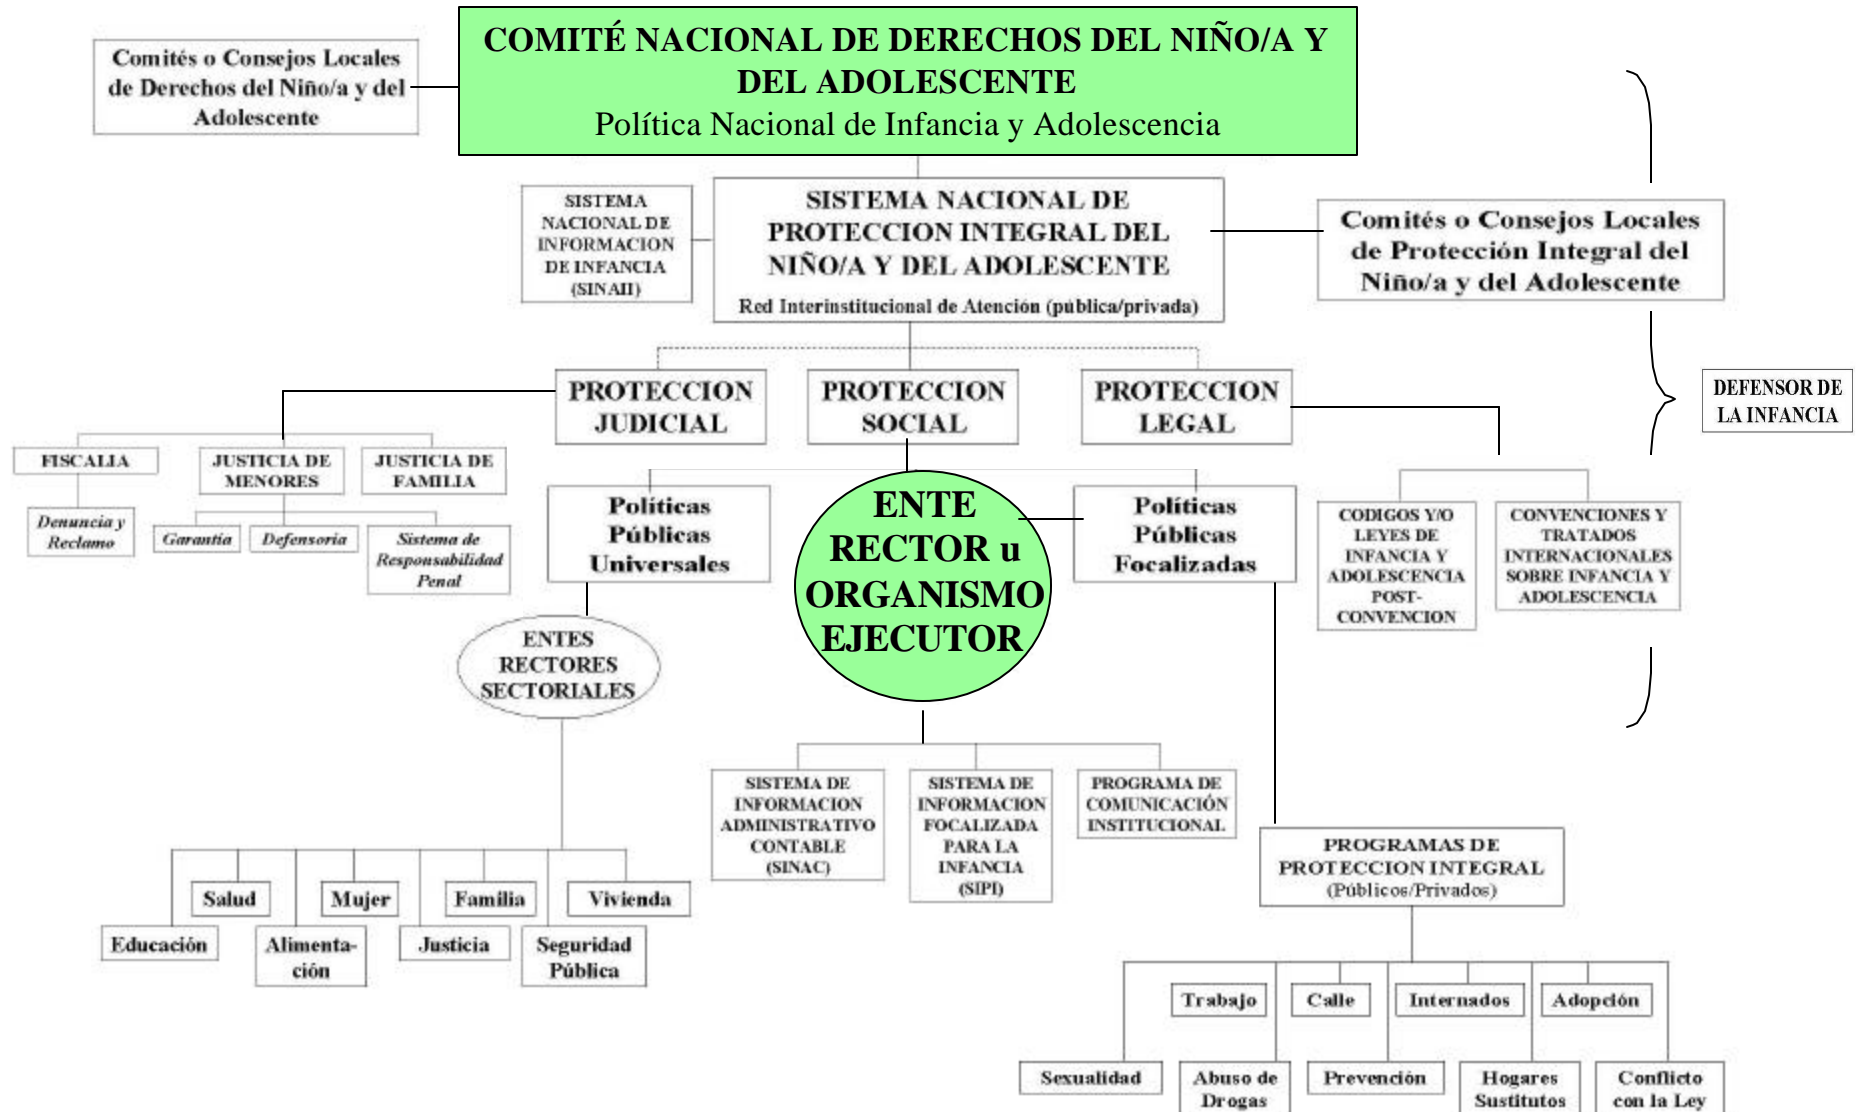 COMITÉ NACIONAL DE DERECHOS DEL NIÑO/A Y
DEL ADOLESCENTE
Política Nacional de Infancia y Adolescencia
Comités o Consejos Locales
de Derechos del Niño/a y del
Adolescente
SISTEMA
NACIONAL DE
INFORMACION
DE INFANCIA
(SINAII)
SISTEMA NACIONAL DE
PROTECCION INTEGRAL DEL
NIÑO/A Y DEL ADOLESCENTE
Red Interinstitucional de Atención (pública/privada)
Comités o Consejos Locales
de Protección Integral del
Niño/a y del Adolescente
DEFENSOR DE
LA INFANCIA
PROTECCION
JUDICIAL
PROTECCION
SOCIAL
PROTECCION
LEGAL
FISCALIA
JUSTICIA DE
MENORES
JUSTICIA DE
FAMILIA
Denuncia y
Reclamo
Garantía
Defensoria
Sistema de
Responsabilidad
Penal
Políticas
Públicas
Universales
ENTE
RECTOR u
ORGANISMO
EJECUTOR
Políticas
Públicas
Focalizadas
CODIGOS Y/O
LEYES DE
INFANCIA Y
ADOLESCENCIA
POST-
CONVENCION
CONVENCIONES Y
TRATADOS
INTERNACIONALES
SOBRE INFANCIA Y
ADOLESCENCIA
ENTES
RECTORES
SECTORIALES
SISTEMA DE
INFORMACION
ADMINISTRATIVO
CONTABLE
(SINAC)
SISTEMA DE
INFORMACION
FOCALIZADA
PARA LA
INFANCIA
(SIPI)
PROGRAMA DE
COMUNICACIÓN
INSTITUCIONAL
PROGRAMAS DE
PROTECCION INTEGRAL
(Públicos/Privados)
Salud
Mujer
Familia
Vivienda
Educación
Alimenta-
ción
Justicia
Seguridad
Pública
Trabajo
Calle
Internados
Adopción
Sexualidad
Abuso de
Drogas
Prevención
Hogares
Sustitutos
Conflicto
con la Ley